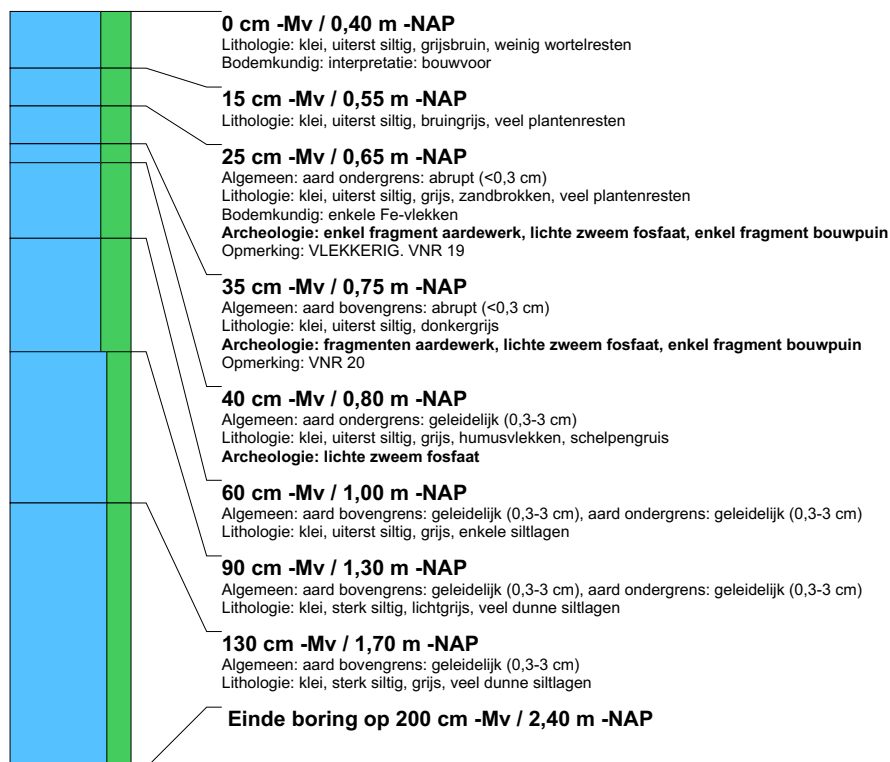 0 cm -Mv / 0,40 m -NAP
Lithologie: klei, uiterst siltig, grijsbruin, weinig wortelresten
Bodemkundig: interpretatie: bouwvoor
15 cm -Mv / 0,55 m -NAP
Lithologie: klei, uiterst siltig, bruingrijs, veel plantenresten
25 cm -Mv / 0,65 m -NAP
Algemeen: aard ondergrens: abrupt (<0,3 cm)
Lithologie: klei, uiterst siltig, grijs, zandbrokken, veel plantenresten
Bodemkundig: enkele Fe-vlekken
Archeologie: enkel fragment aardewerk, lichte zweem fosfaat, enkel fragment bouwpuin
Opmerking: VLEKKERIG. VNR 19
35 cm -Mv / 0,75 m -NAP
Algemeen: aard bovengrens: abrupt (<0,3 cm)
Lithologie: klei, uiterst siltig, donkergrijs
Archeologie: fragmenten aardewerk, lichte zweem fosfaat, enkel fragment bouwpuin
Opmerking: VNR 20
40 cm -Mv / 0,80 m -NAP
Algemeen: aard ondergrens: geleidelijk (0,3-3 cm)
Lithologie: klei, uiterst siltig, grijs, humusvlekken, schelpengruis
Archeologie: lichte zweem fosfaat
60 cm -Mv / 1,00 m -NAP
Algemeen: aard bovengrens: geleidelijk (0,3-3 cm), aard ondergrens: geleidelijk (0,3-3 cm)
Lithologie: klei, uiterst siltig, grijs, enkele siltlagen
90 cm -Mv / 1,30 m -NAP
Algemeen: aard bovengrens: geleidelijk (0,3-3 cm), aard ondergrens: geleidelijk (0,3-3 cm)
Lithologie: klei, sterk siltig, lichtgrijs, veel dunne siltlagen
130 cm -Mv / 1,70 m -NAP
Algemeen: aard bovengrens: geleidelijk (0,3-3 cm)
Lithologie: klei, sterk siltig, grijs, veel dunne siltlagen
Einde boring op 200 cm -Mv / 2,40 m -NAP